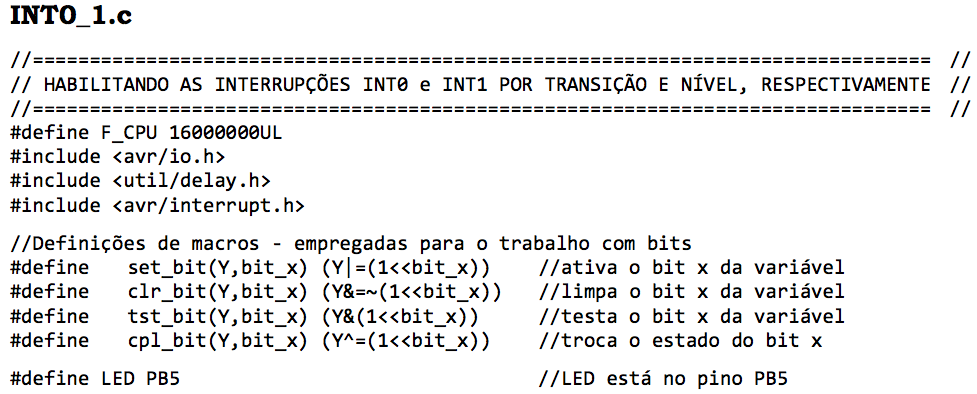 INTO_1.c
//=============================================================================== //
// HABILITANDO AS INTERRUPÇÕES INT0 e INT1 POR TRANSIÇÃO E NÍVEL, RESPECTIVAMENTE //
//=============================================================================== //
#define F_CPU 16000000UL
#include <avr/io.h>
#include <util/delay.h>
#include <avr/interrupt.h>
//Definições de macros - empregadas para o trabalho com bits
#define   set_bit(Y,bit_x) (Y|=(1<<bit_x))    //ativa o bit x da variável
#define   clr_bit(Y,bit_x) (Y&=~(1<<bit_x))   //limpa o bit x da variável
#define   tst_bit(Y,bit_x) (Y&(1<<bit_x))     //testa o bit x da variável
#define   cpl_bit(Y,bit_x) (Y^=(1<<bit_x))    //troca o estado do bit x
#define LED PB5                               //LED está no pino PB5